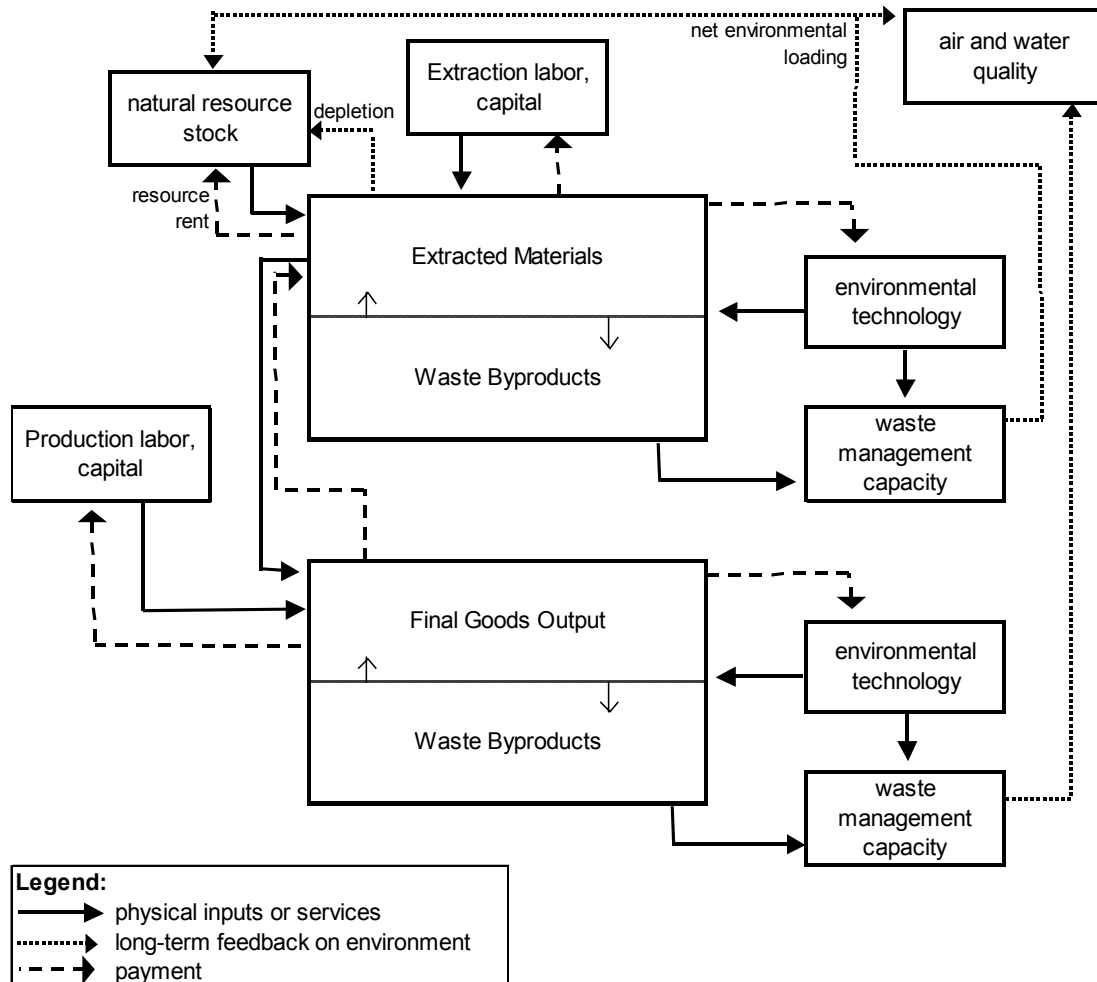 net environmental
loading
air and water
quality
Extraction labor,
capital
natural resource
stock
depletion
resource
rent
Extracted Materials
environmental
technology
Waste Byproducts
waste
management
capacity
Production labor,
capital
Final Goods Output
environmental
technology
Waste Byproducts
waste
management
capacity
Legend:
physical inputs or services
long-term feedback on environment
payment